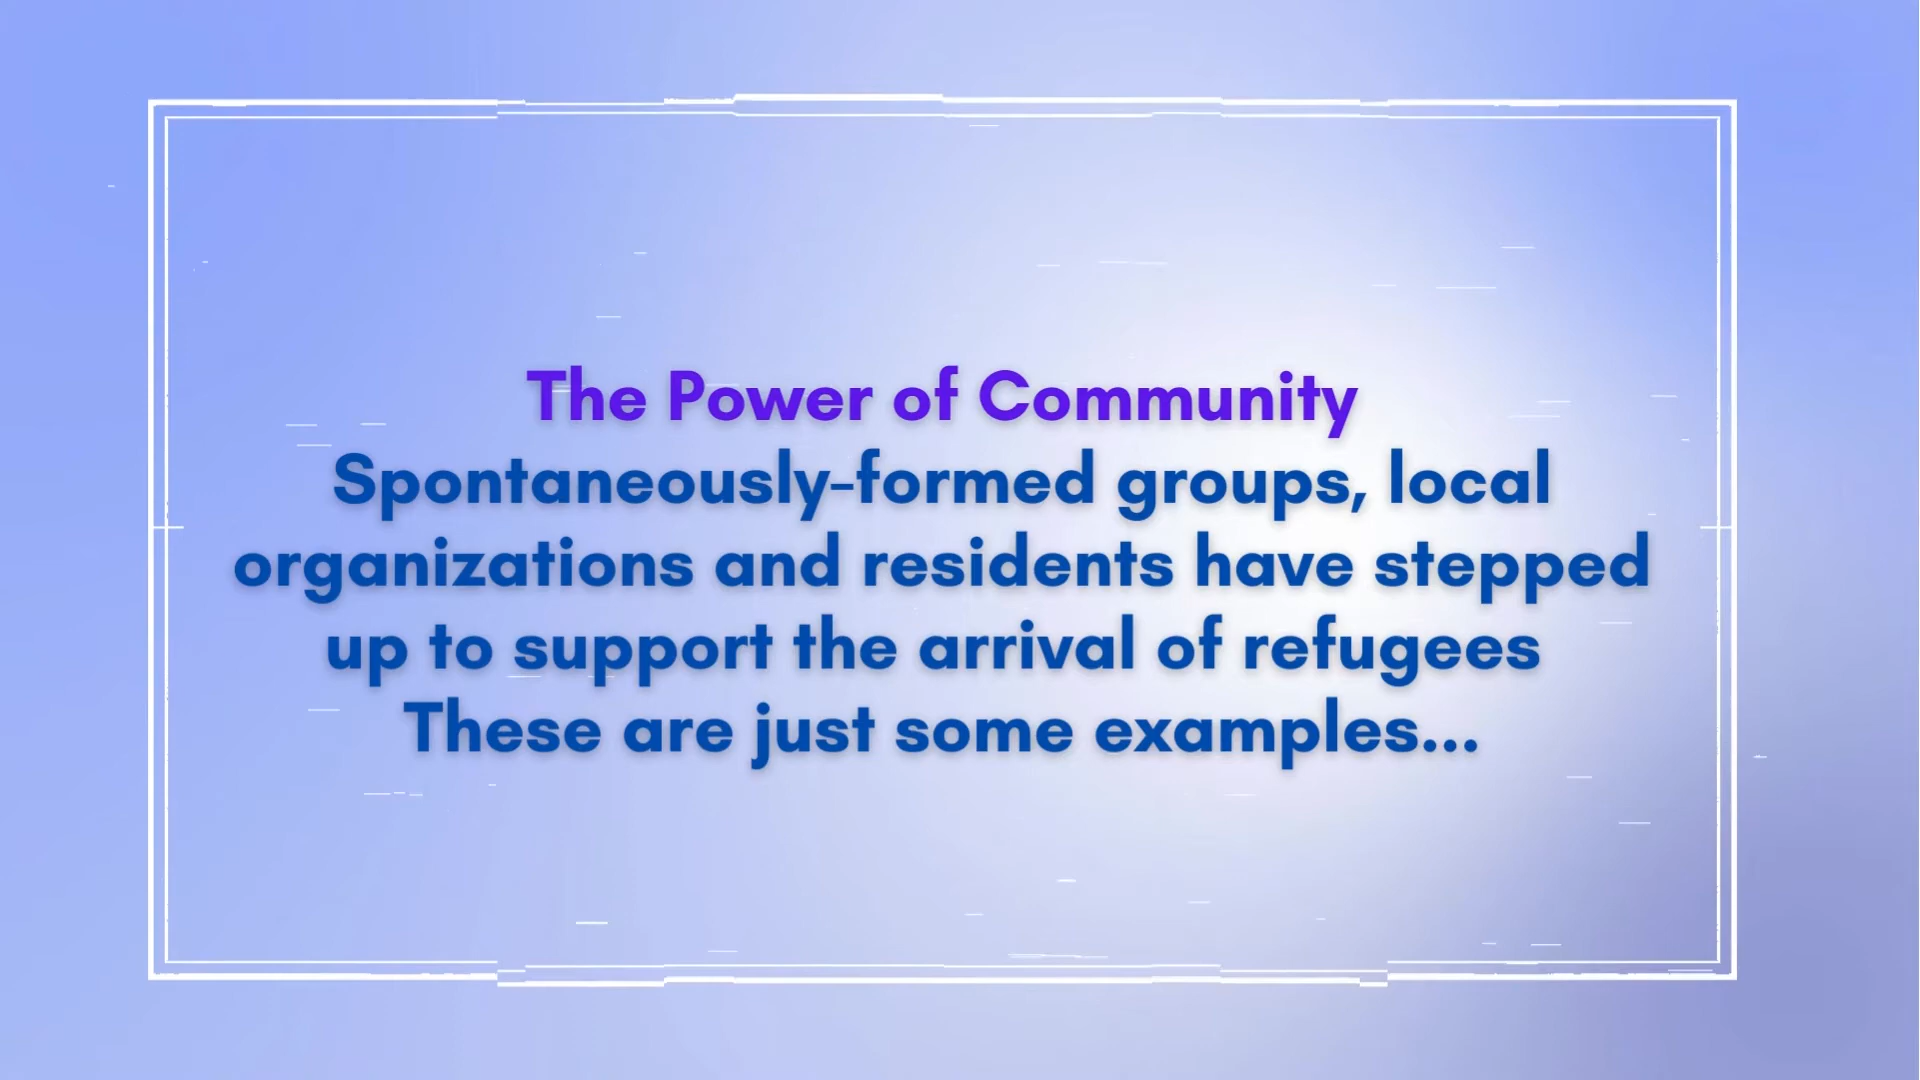 The Power of Community
Spontaneously-formed groups, local
organizations and residents have stepped
up to support the arrival of refugees
These are just some examples...